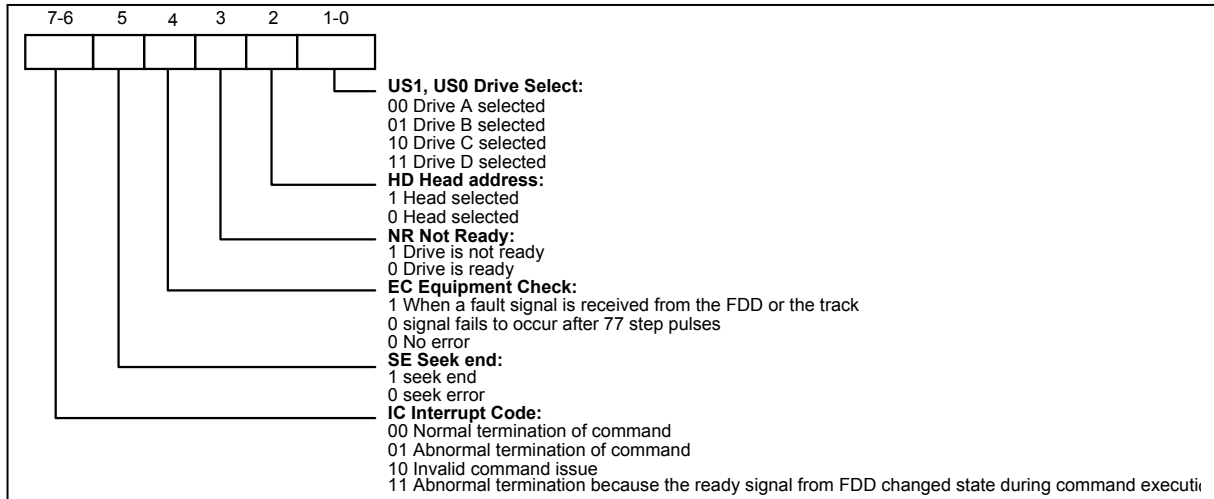 7-6 5 4 3 2 1-0
US1, US0 Drive Select:
00 Drive A selected
01 Drive B selected
10 Drive C selected
11 Drive D selected
HD Head address:
1 Head selected
0 Head selected
NR Not Ready:
1 Drive is not ready
0 Drive is ready
EC Equipment Check:
1 When a fault signal is received from the FDD or the track
0 signal fails to occur after 77 step pulses
0 No error
SE Seek end:
1 seek end
0 seek error
IC Interrupt Code:
00 Normal termination of command
01 Abnormal termination of command
10 Invalid command issue
11 Abnormal termination because the ready signal from FDD changed state during command